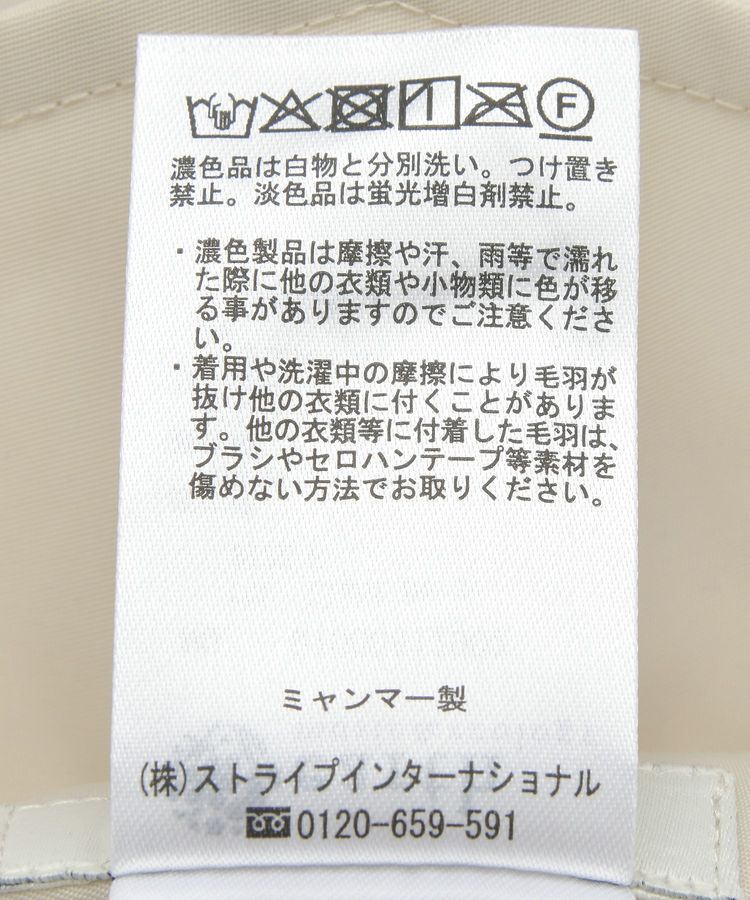 F
濃色品は白物と分別洗い。つけ置き
禁止。淡色品は蛍光増白剤禁止。
・濃色製品は摩擦や汗、雨等で濡れ
た際に他の衣類や小物類に色が移
る事がありますのでご注意くださ
い。
・着用や洗濯中の摩擦により毛羽が
抜け他の衣類に付くことがありま
す。他の衣類等に付着した毛羽は、
ブラシやセロハンテープ等素材を
傷めない方法でお取りください。
ミャンマー製
(株)ストライプインターナショナル
0120-659-591